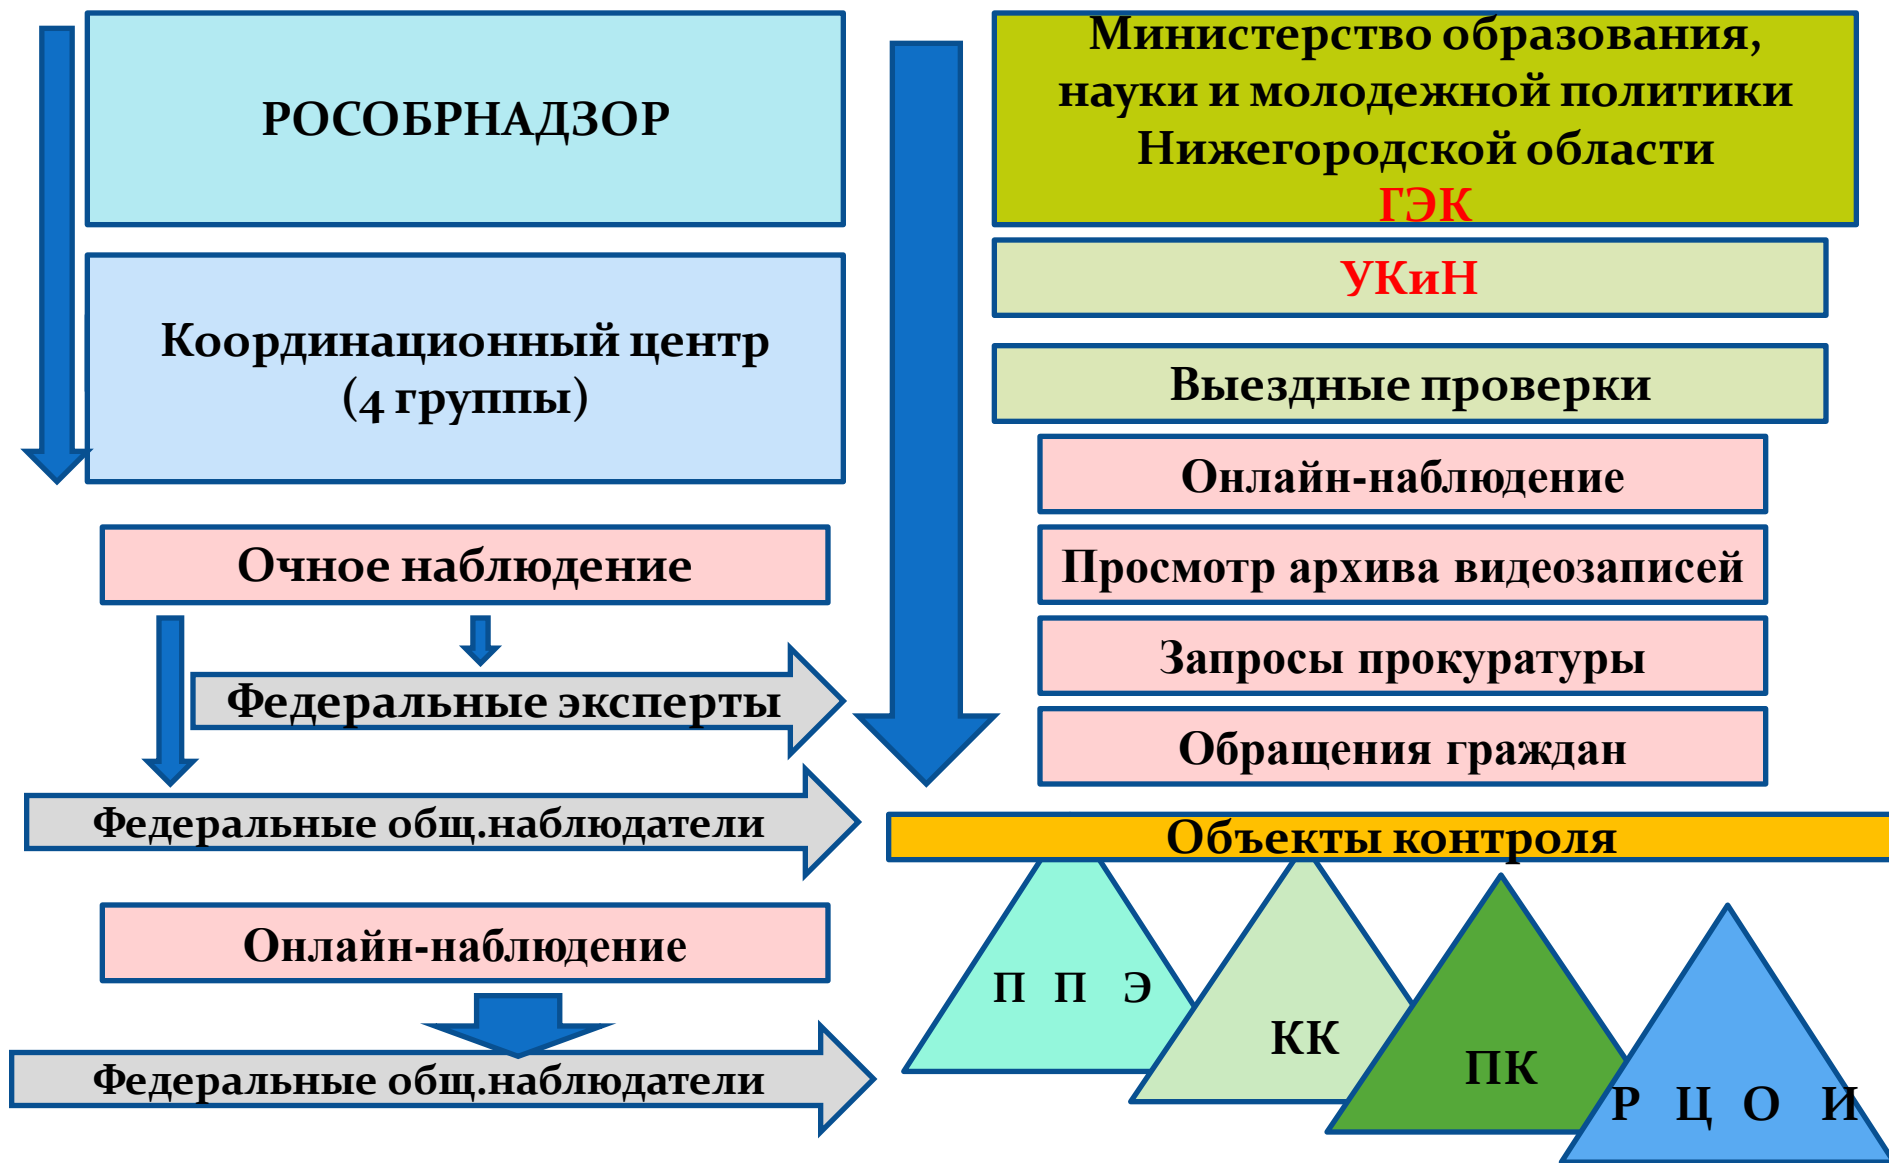 РОСОБРНАДЗОР
Координационный центр
(4 группы)
Очное наблюдение
Федеральные эксперты
Федеральные общ.наблюдатели
Онлайн-наблюдение
Федеральные общ.наблюдатели
Министерство образования,
науки и молодежной политики
Нижегородской области
ГЭК
УКиН
Выездные проверки
Онлайн-наблюдение
Просмотр архива видеозаписей
Запросы прокуратуры
Обращения граждан
Объекты контроля
П П Э
КК
ПК
Р Ц О И